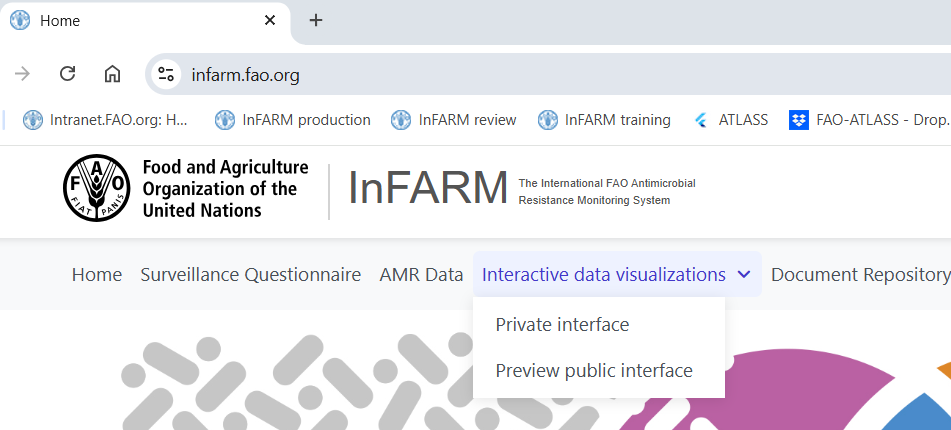 Home
infarm.fao.org
Intranet.FAO.org: H... InFARM production InFARM review InFARM training ATLASS FAO-ATLASS - Drop.
FAO
FIAT PANIS
Food and Agriculture
Organization of the
United Nations
InFARM
The International FAO Antimicrobial
Resistance Monitoring System
Home Surveillance Questionnaire AMR Data Interactive data visualizations Document Repository
Private interface
Preview public interface